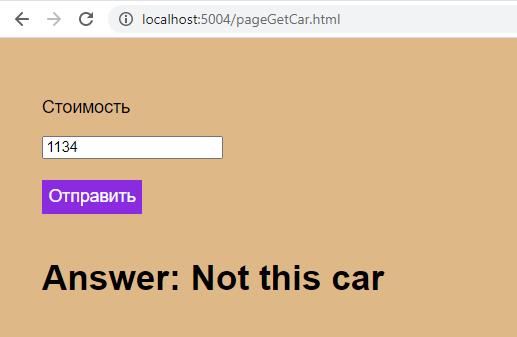 localhost:5004/pageGetCar.html
Стоимость
1134
Отправить
Answer: Not this car